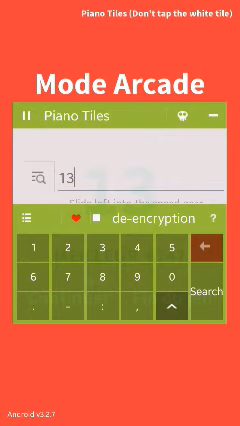 Piano Tiles (Don't tap the white tile)
Mode Arcade
Piano Tiles
13
de-encryption ?
1 2 3 4 5
6 7 8 9 0
Search
. - : ,
Android v3.2.7